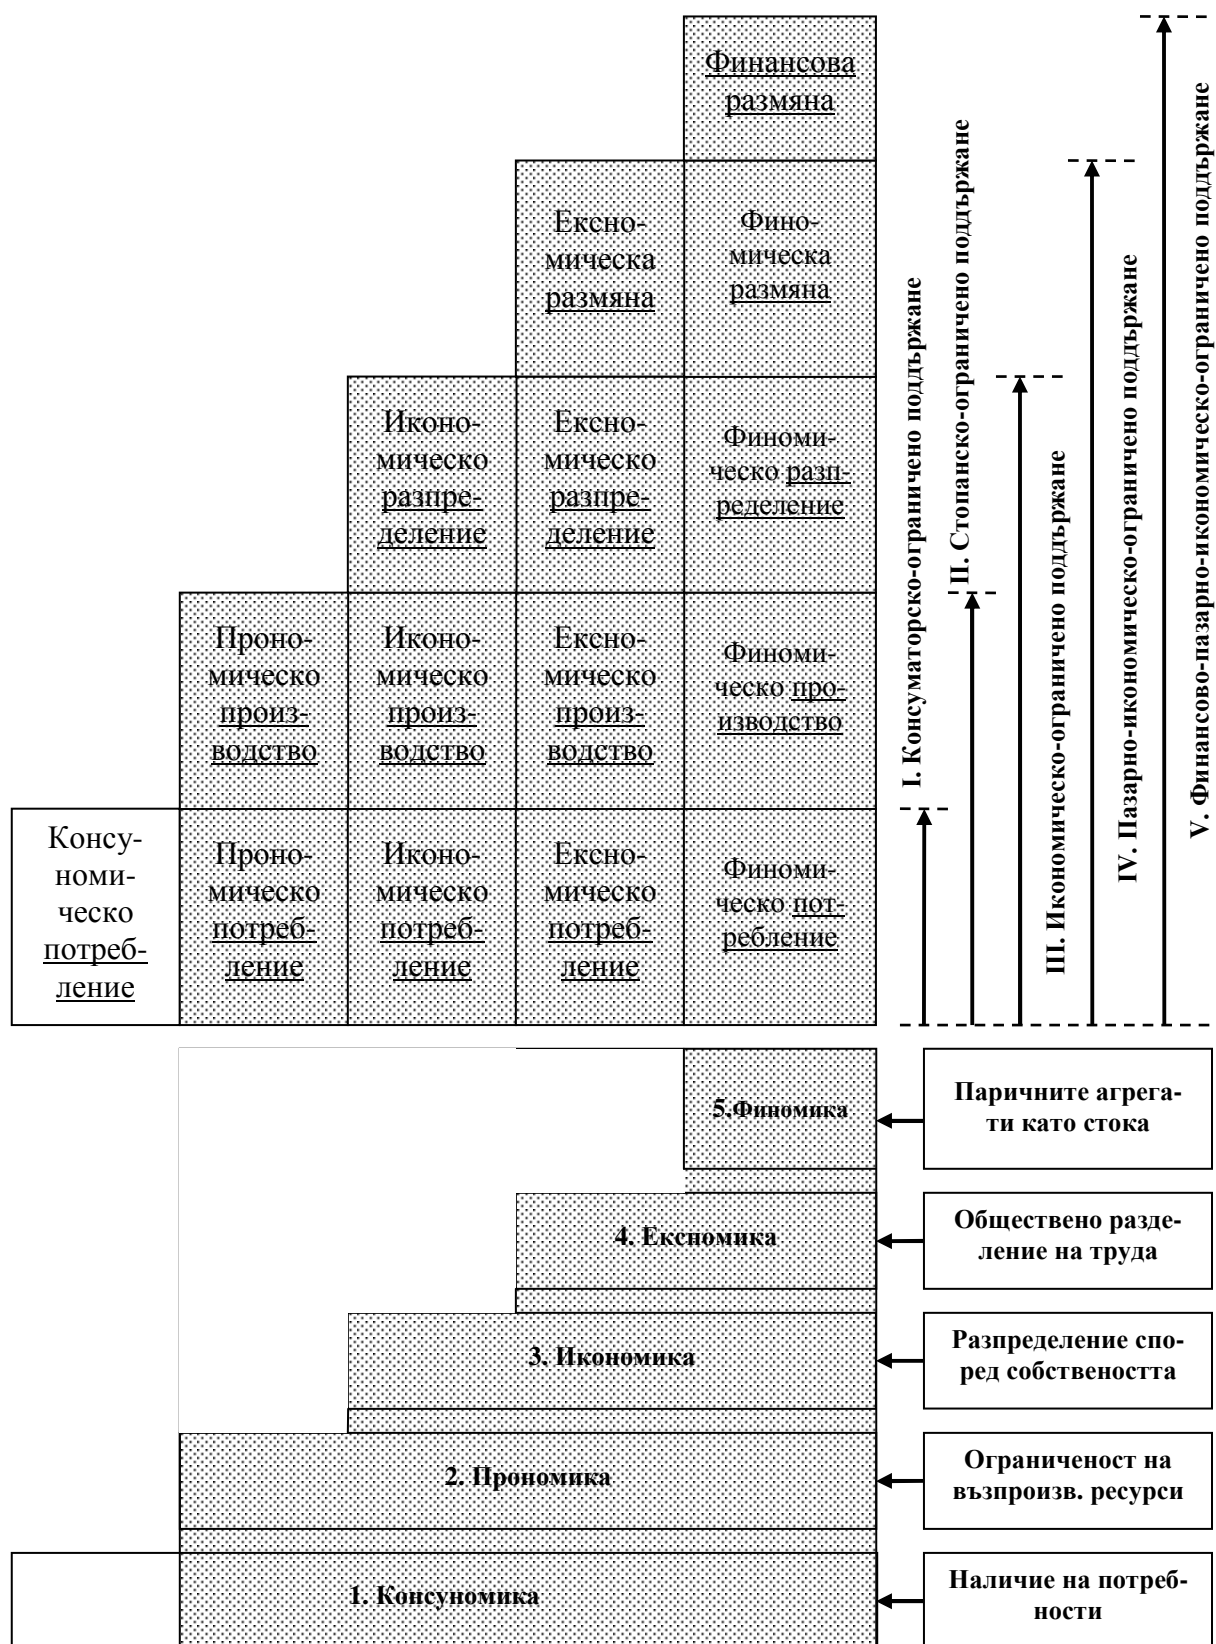 Финансова
размяна
Ексно-
мическа
размяна
Фино-
мическа
размяна
Иконо-
мическо
разпре-
деление
Ексно-
мическо
разпре-
деление
Финоми-
ческо разп-
ределение
Проно-
мическо
произ-
водство
Иконо-
мическо
произ-
водство
Ексно-
мическо
произ-
водство
Финоми-
ческо про-
изводство
Консу-
номи-
ческо
потреб-
ление
Проно-
мическо
потреб-
ление
Иконо-
мическо
потреб-
ление
Ексно-
мическо
потреб-
ление
Финоми-
ческо пот-
ребление
I. Консуматорско-ограничено поддържане
II. Стопанско-ограничено поддържане
III. Икономическо-ограничено поддържане
IV. Пазарно-икономическо-ограничено поддържане
V. Финансово-пазарно-икономическо-ограничено поддържане
5.Финомика
Паричните агрега-
ти като стока
4. Ексномика
Обществено разде-
ление на труда
3. Икономика
Разпределение спо-
ред собствеността
2. Прономика
Ограниченост на
възпроизв. ресурси
1. Консуномика
Наличие на потреб-
ности